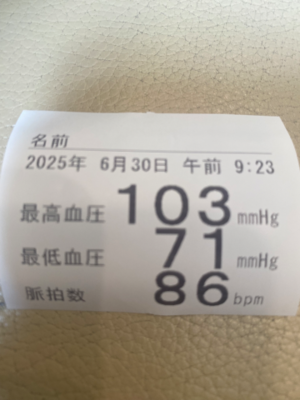 名前
2025年 6月30日 午前 9:23
最高血圧 103 mmHg
最低血圧 71 mmHg
脈拍数 86 bpm